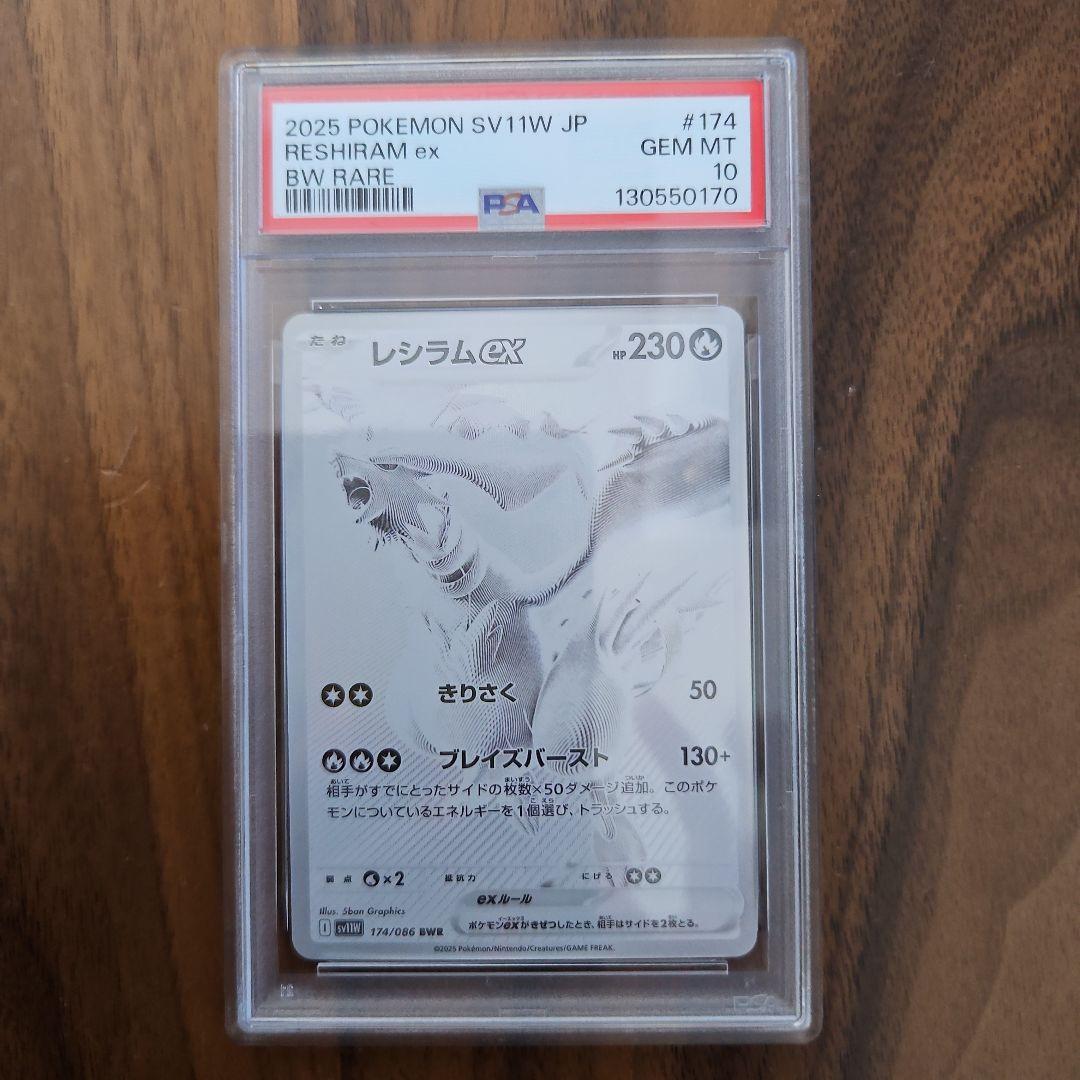 2025 POKEMON SV11W JP #174
RESHIRAM ex GEM MT
BW RARE 10
PSA 130550170
たね レシラムex HP230
きりさく 50
ブレイズバースト 130+
相手がすでにとったサイドの枚数×50ダメージ追加。このポケ
モンについているエネルギーを1個選び、トラッシュする。
弱点 ×2 抵抗力 にげる
exルール
ポケモンexがきぜつしたとき、相手はサイドを2枚とる。
Illus. 5ban Graphics
I sv11W 174/086 BWR
©2025 Pokémon/Nintendo/Creatures/GAME FREAK.
PSA